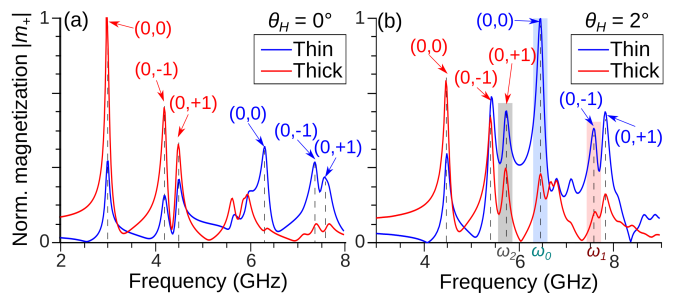 (a)
θ_H = 0°
(0,0)
Thin
Thick
(0,-1)
(0,+1)
(0,0)
(0,-1)
(0,+1)
Norm. magnetization |m₊|
1
0
2
4
6
8
Frequency (GHz)
(b)
(0,0)
θ_H = 2°
Thin
Thick
(0,0)
(0,-1)
(0,+1)
(0,-1)
(0,+1)
1
0
4
6
8
ω₂
ω₀
ω₁
Frequency (GHz)